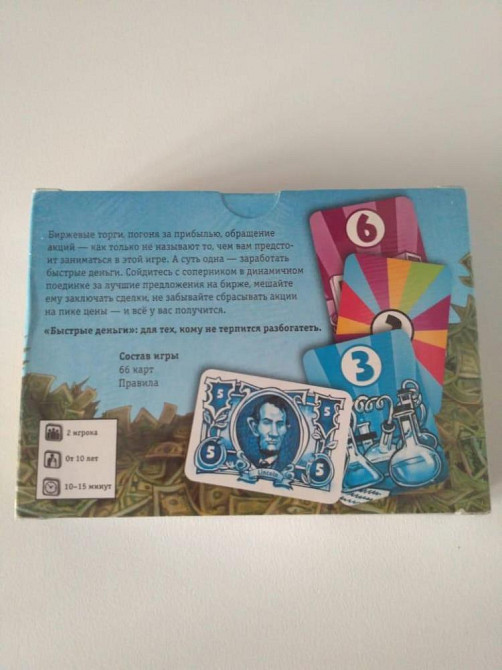 Биржевые торги, погоня за прибылью, обращение
акций — как только не называют то, чем вам предсто-
ит заниматься в этой игре. А суть одна — заработать
быстрые деньги. Сойдитесь с соперником в динамичном
поединке за лучшие предложения на бирже, мешайте
ему заключать сделки, не забывайте сбрасывать акции
на пике цены — и всё у вас получится.
«Быстрые деньги»: для тех, кому не терпится разбогатеть.
Состав игры
66 карт
Правила
2 игрока
От 10 лет
10–15 минут
6
3
5
5
5
5
Lincoln